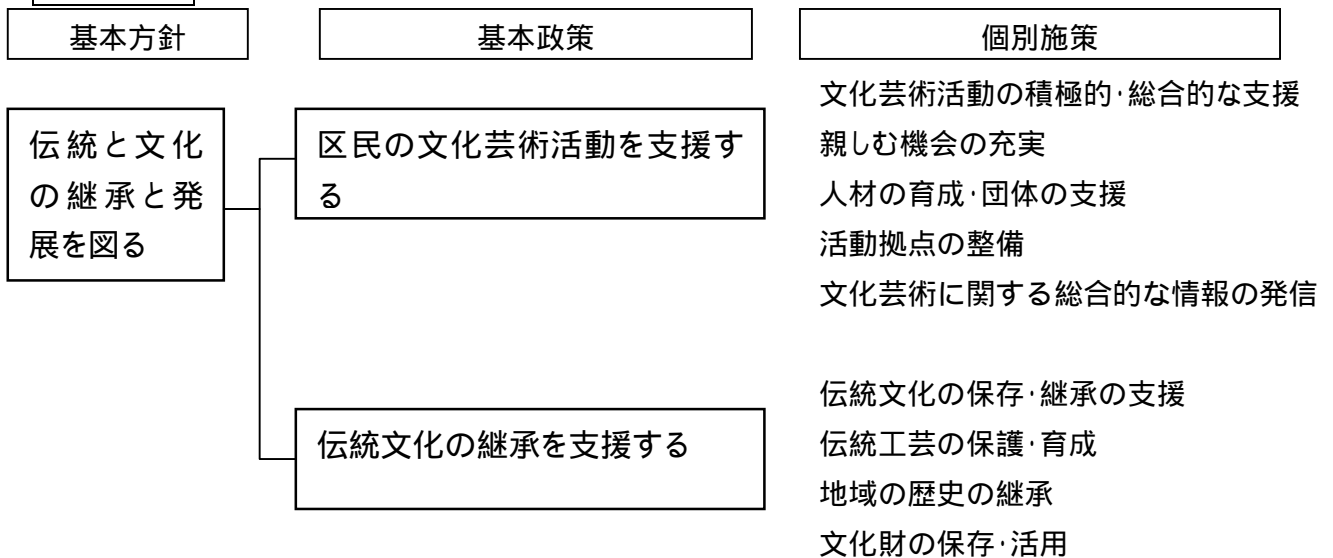 基本方針
基本政策
個別施策
伝統と文化
の継承と発
展を図る
区民の文化芸術活動を支援す
る
文化芸術活動の積極的･総合的な支援
親しむ機会の充実
人材の育成･団体の支援
活動拠点の整備
文化芸術に関する総合的な情報の発信
伝統文化の継承を支援する
伝統文化の保存･継承の支援
伝統工芸の保護･育成
地域の歴史の継承
文化財の保存･活用